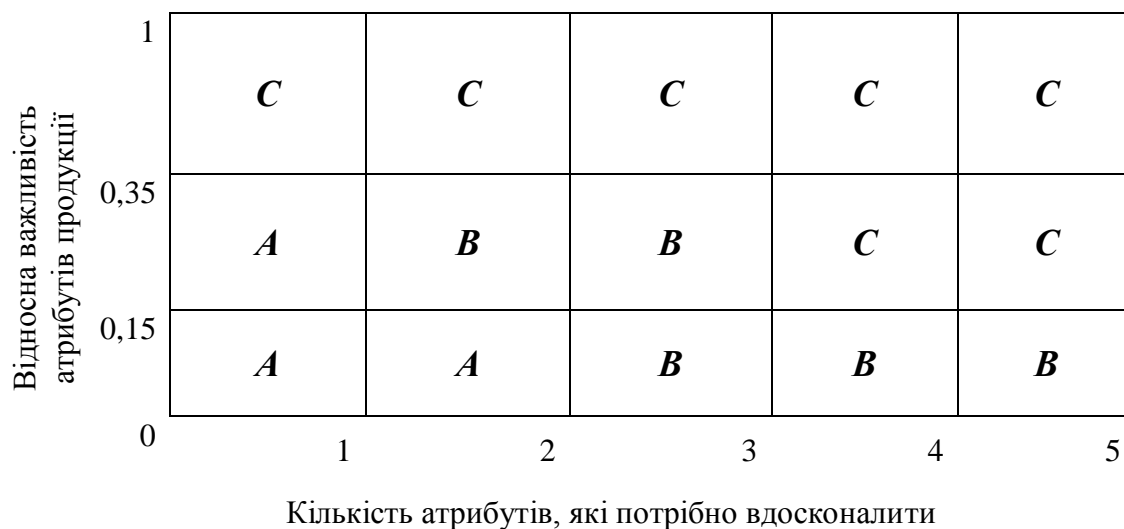 1
C C C C C
Відносна важливість
атрибутів продукції
0,35
A B B C C
0,15
A A B B B
0
1 2 3 4 5
Кількість атрибутів, які потрібно вдосконалити